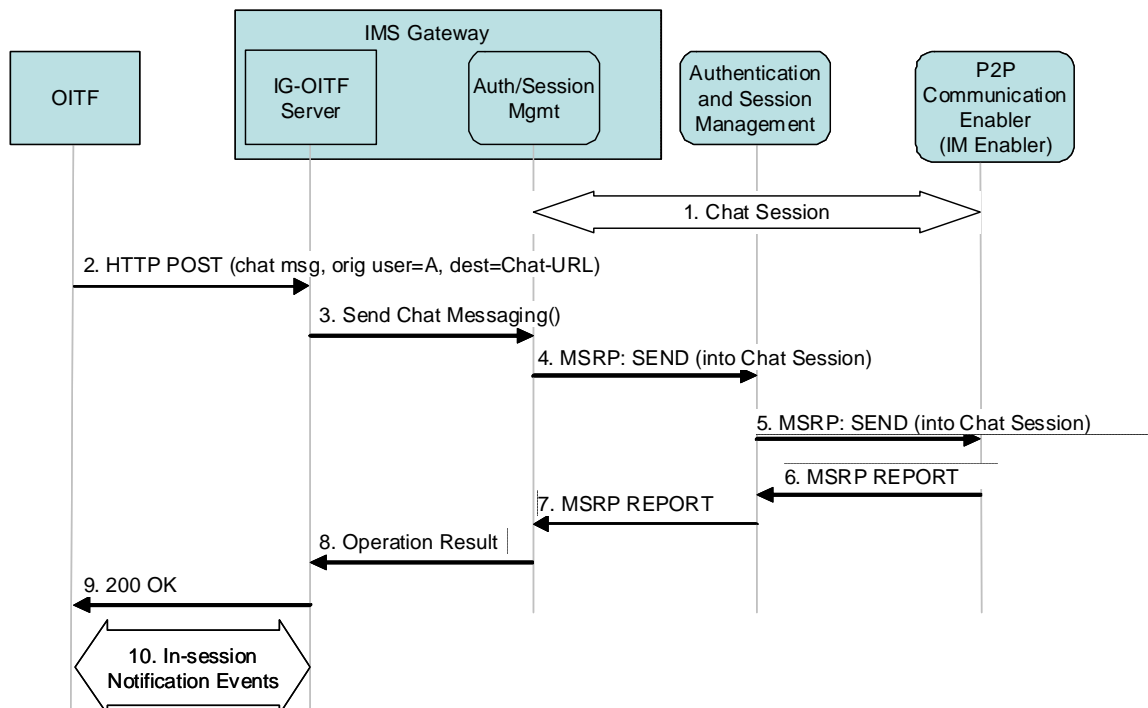 IMS Gateway
OITF
IG-OITF
Server
Auth/Session
Mgmt
Authentication
and Session
Management
P2P
Communication
Enabler
(IM Enabler)
1. Chat Session
2. HTTP POST (chat msg, orig user=A, dest=Chat-URL)
3. Send Chat Messaging()
4. MSRP: SEND (into Chat Session)
5. MSRP: SEND (into Chat Session)
6. MSRP REPORT
7. MSRP REPORT
8. Operation Result
9. 200 OK
10. In-session
Notification Events